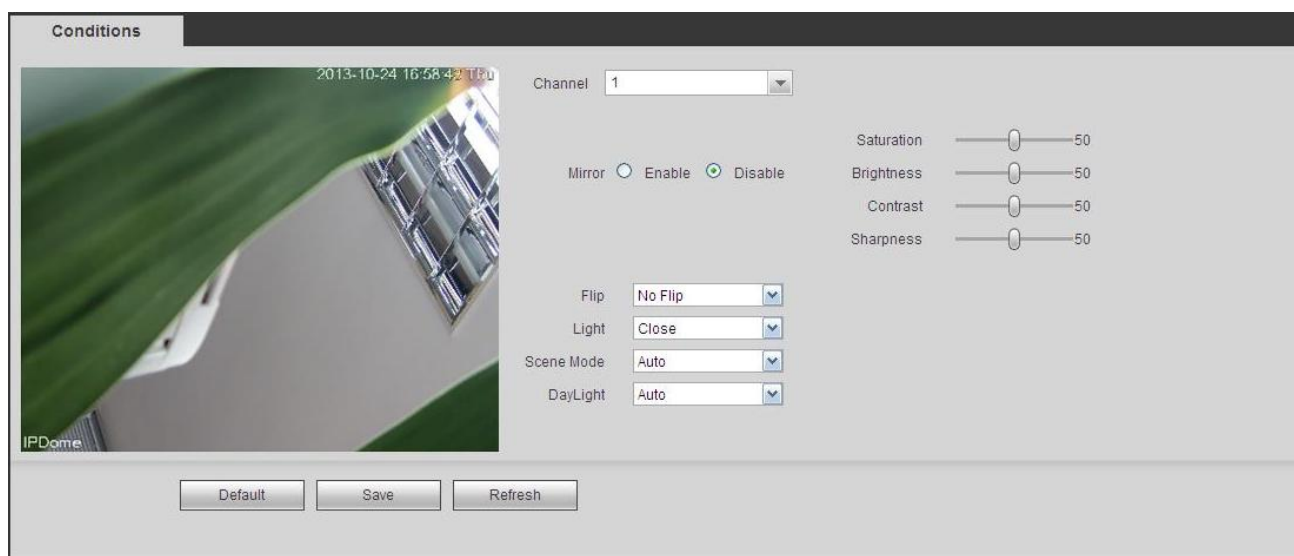 Conditions
2013-10-24 16:58:42 Thu
IPDome
Channel 1
Mirror Enable Disable
Saturation 50
Brightness 50
Contrast 50
Sharpness 50
Flip No Flip
Light Close
Scene Mode Auto
DayLight Auto
Default Save Refresh